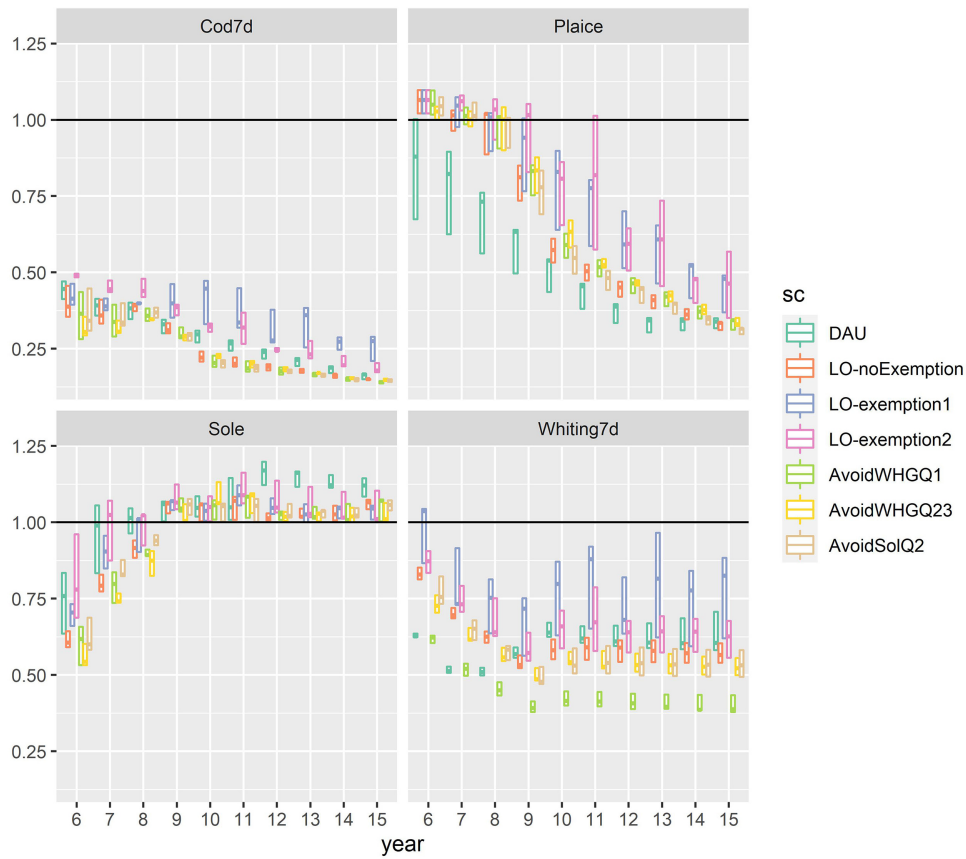 Cod7d
Plaice
1.25
1.00
0.75
0.50
0.25
Sole
Whiting7d
1.25
1.00
0.75
0.50
0.25
6 7 8 9 10 11 12 13 14 15
6 7 8 9 10 11 12 13 14 15
year
sc
DAU
LO-noExemption
LO-exemption1
LO-exemption2
AvoidWHGQ1
AvoidWHGQ23
AvoidSolQ2